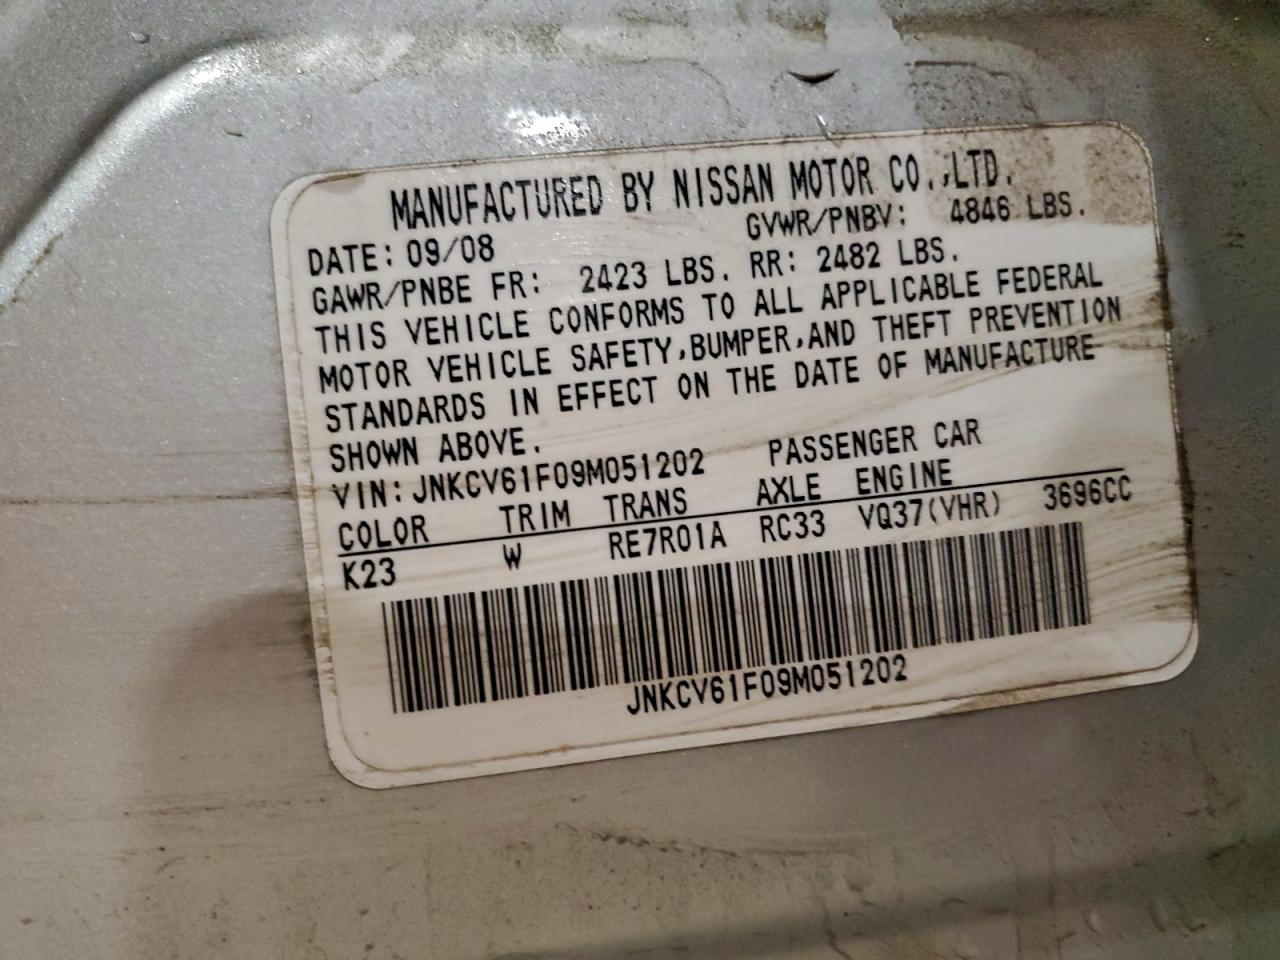 MANUFACTURED BY NISSAN MOTOR CO.,LTD.
DATE: 09/08 GVWR/PNBV: 4846 LBS.
GAWR/PNBE FR: 2423 LBS. RR: 2482 LBS.
THIS VEHICLE CONFORMS TO ALL APPLICABLE FEDERAL
MOTOR VEHICLE SAFETY,BUMPER,AND THEFT PREVENTION
STANDARDS IN EFFECT ON THE DATE OF MANUFACTURE
SHOWN ABOVE.
VIN: JNKCV61F09M051202 PASSENGER CAR
COLOR TRIM TRANS AXLE ENGINE
K23 W RE7R01A RC33 VQ37(VHR) 3696CC
JNKCV61F09M051202